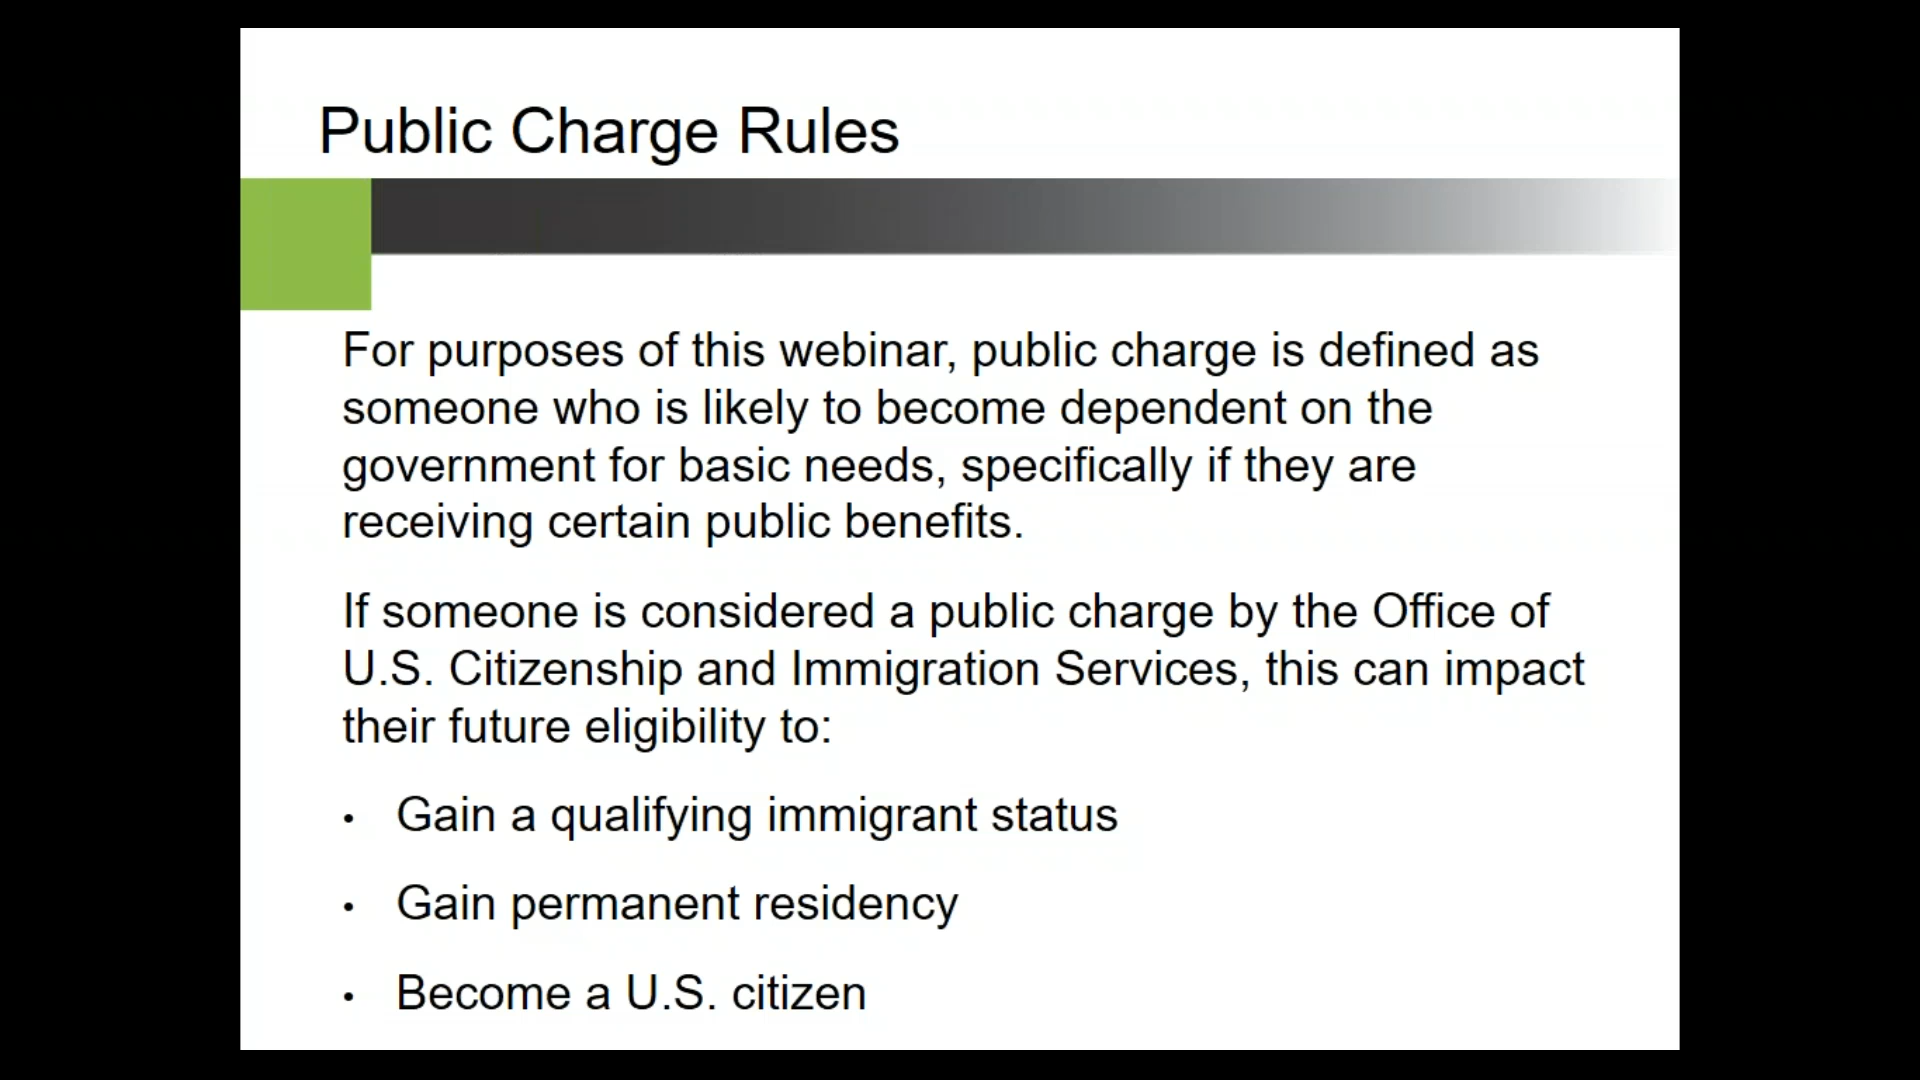 Public Charge Rules
For purposes of this webinar, public charge is defined as
someone who is likely to become dependent on the
government for basic needs, specifically if they are
receiving certain public benefits.
If someone is considered a public charge by the Office of
U.S. Citizenship and Immigration Services, this can impact
their future eligibility to:
• Gain a qualifying immigrant status
• Gain permanent residency
• Become a U.S. citizen